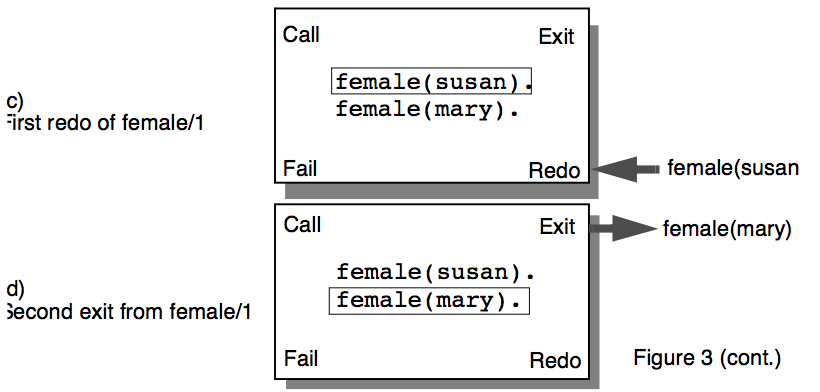 Call
Exit
female(susan).
female(mary).
c)
First redo of female/1
Fail
Redo
female(susan
Call
Exit
female(mary)
female(susan).
female(mary).
d)
Second exit from female/1
Fail
Redo
Figure 3 (cont.)